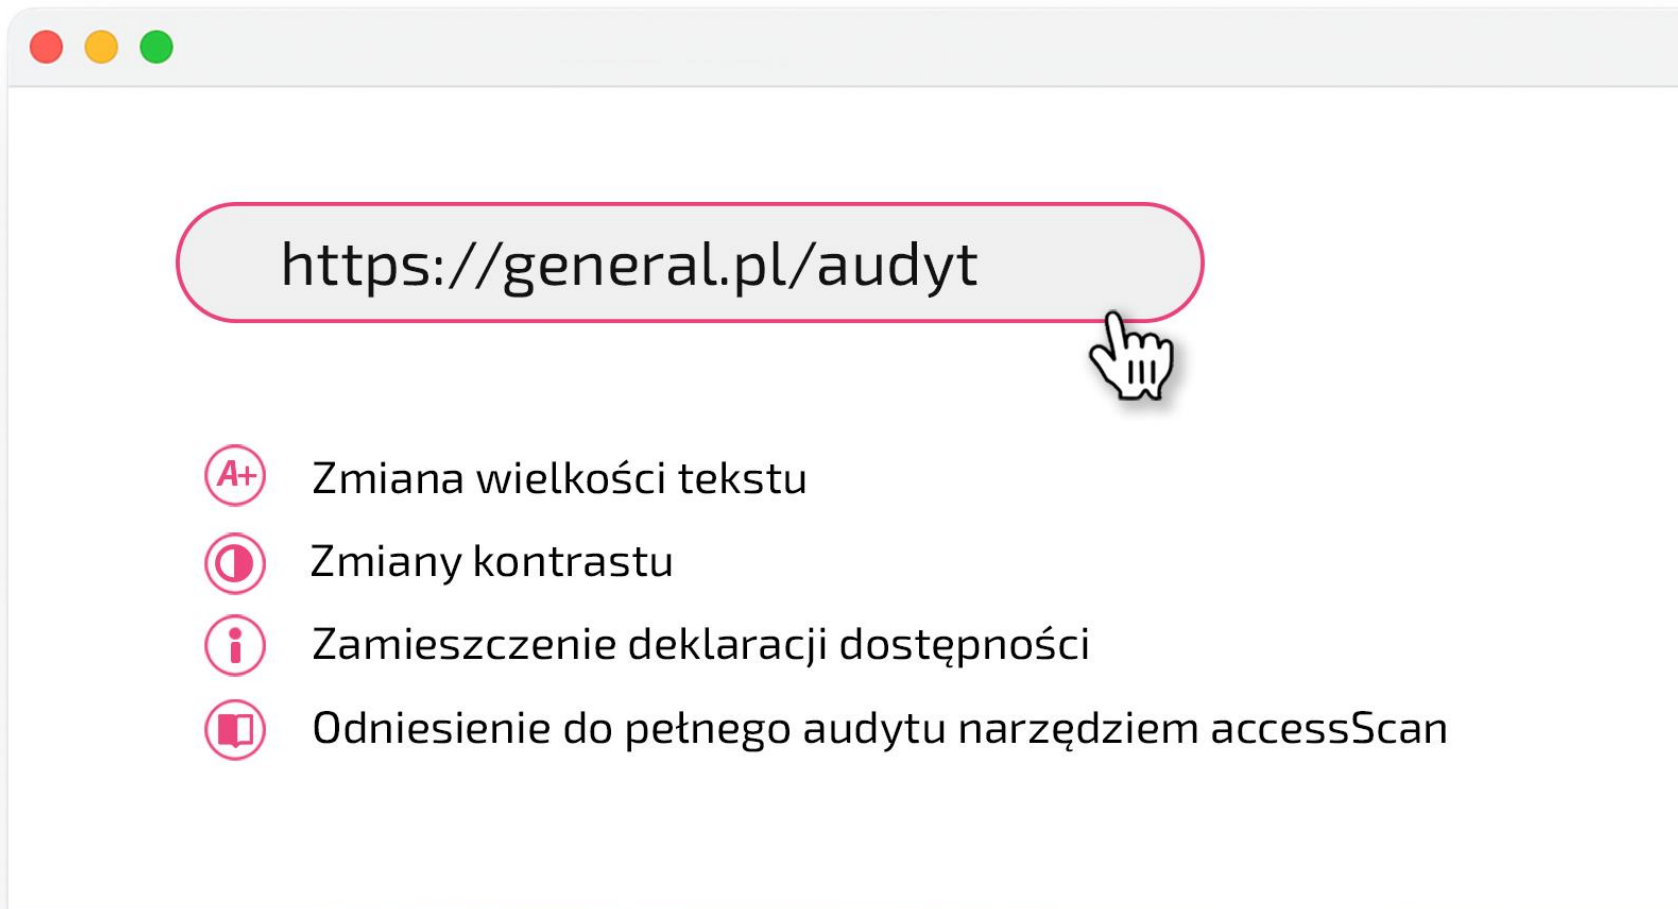 https://general.pl/audyt
A+ Zmiana wielkości tekstu
Zmiany kontrastu
i Zamieszczenie deklaracji dostępności
Odniesienie do pełnego audytu narzędziem accessScan